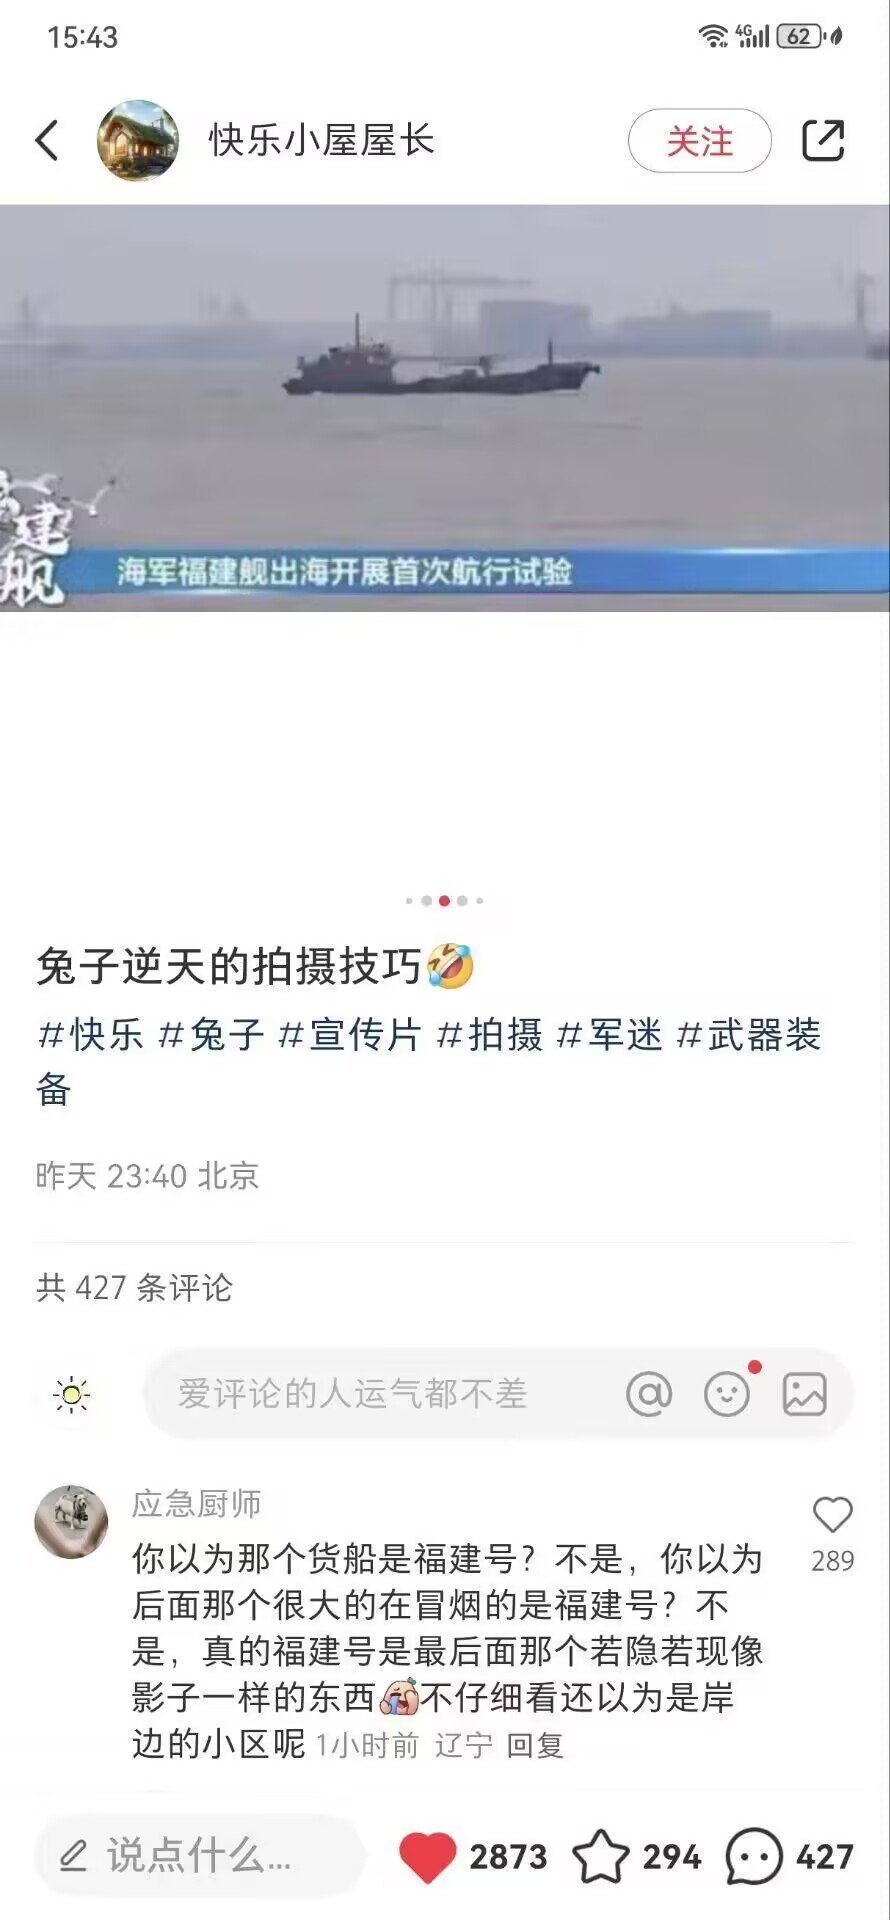 15:43
4G
62
快乐小屋屋长
关注
建
舰
海军福建舰出海开展首次航行试验
兔子逆天的拍摄技巧🤣
#快乐 #兔子 #宣传片 #拍摄 #军迷 #武器装
备
昨天 23:40 北京
共 427 条评论
爱评论的人运气都不差
应急厨师
你以为那个货船是福建号？不是，你以为
289
后面那个很大的在冒烟的是福建号？不
是，真的福建号是最后面那个若隐若现像
影子一样的东西不仔细看还以为是岸
边的小区呢 1小时前 辽宁 回复
说点什么...
2873
294
427